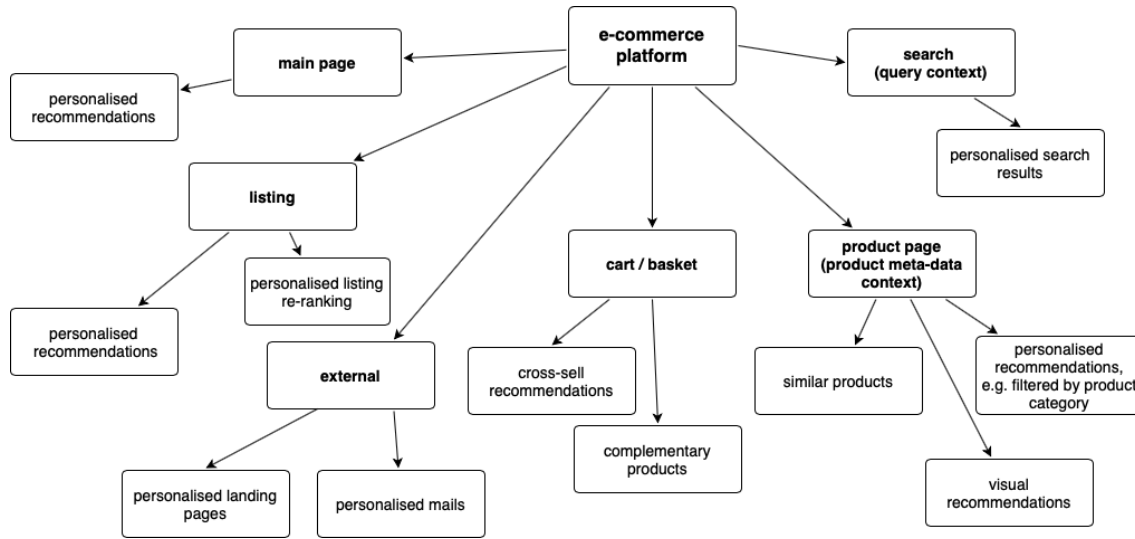 e-commerce
platform
main page
search
(query context)
personalised
recommendations
personalised search
results
listing
personalised listing
re-ranking
personalised
recommendations
external
personalised landing
pages
personalised mails
cart / basket
cross-sell
recommendations
complementary
products
product page
(product meta-data
context)
similar products
personalised
recommendations,
e.g. filtered by product
category
visual
recommendations